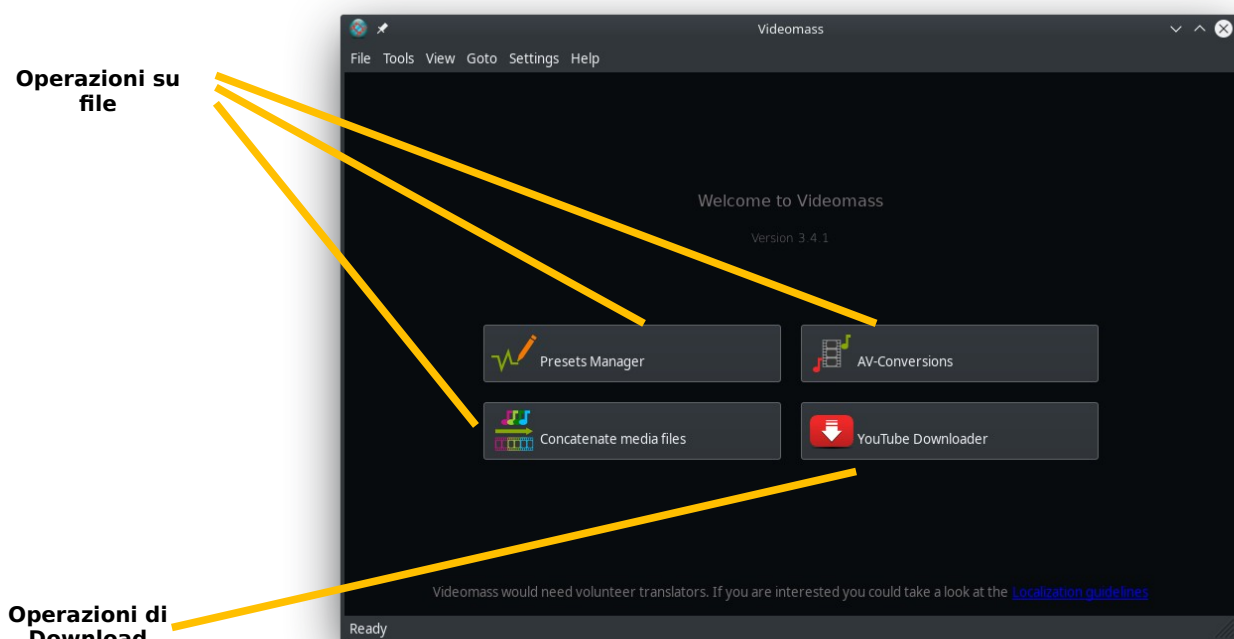 Videomass
File Tools View Goto Settings Help
Operazioni su
file
Welcome to Videomass
Version 3.4.1
Presets Manager
AV-Conversions
Concatenate media files
YouTube Downloader
Videomass would need volunteer translators. If you are interested you could take a look at the Localization guidelines
Operazioni di
Download
Ready